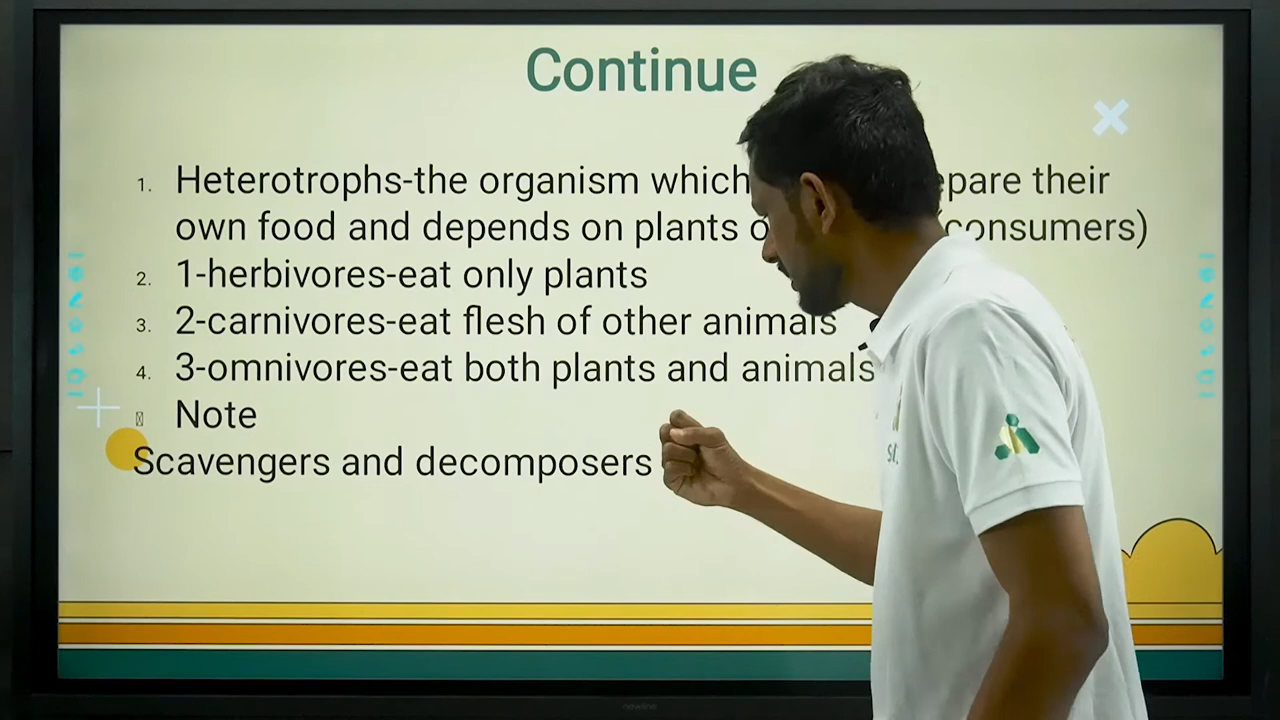 Continue
1. Heterotrophs-the organism which epare their
own food and depends on plants o (consumers)
2. 1-herbivores-eat only plants
3. 2-carnivores-eat flesh of other animals
4. 3-omnivores-eat both plants and animals
Note
Scavengers and decomposers
newline